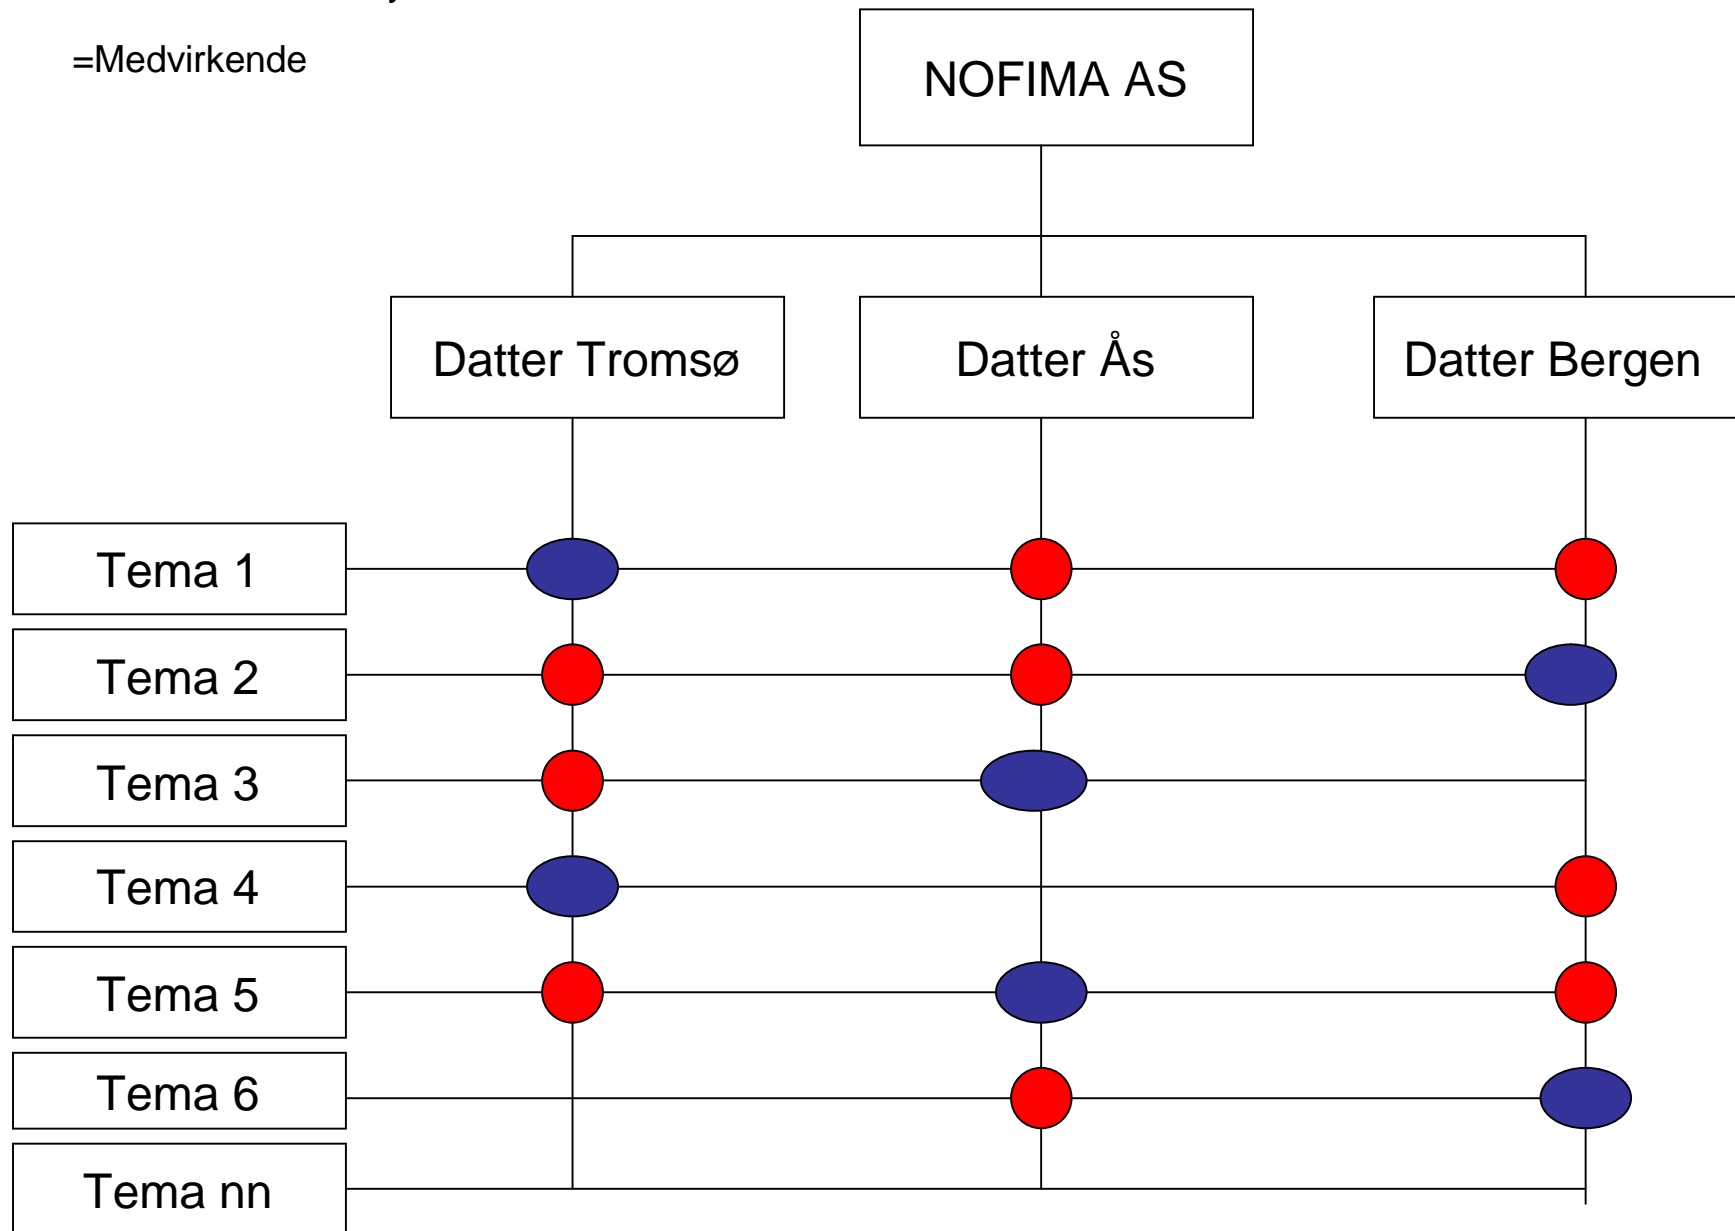 =Medvirkende
NOFIMA AS
Datter Tromsø
Datter Ås
Datter Bergen
Tema 1
Tema 2
Tema 3
Tema 4
Tema 5
Tema 6
Tema nn